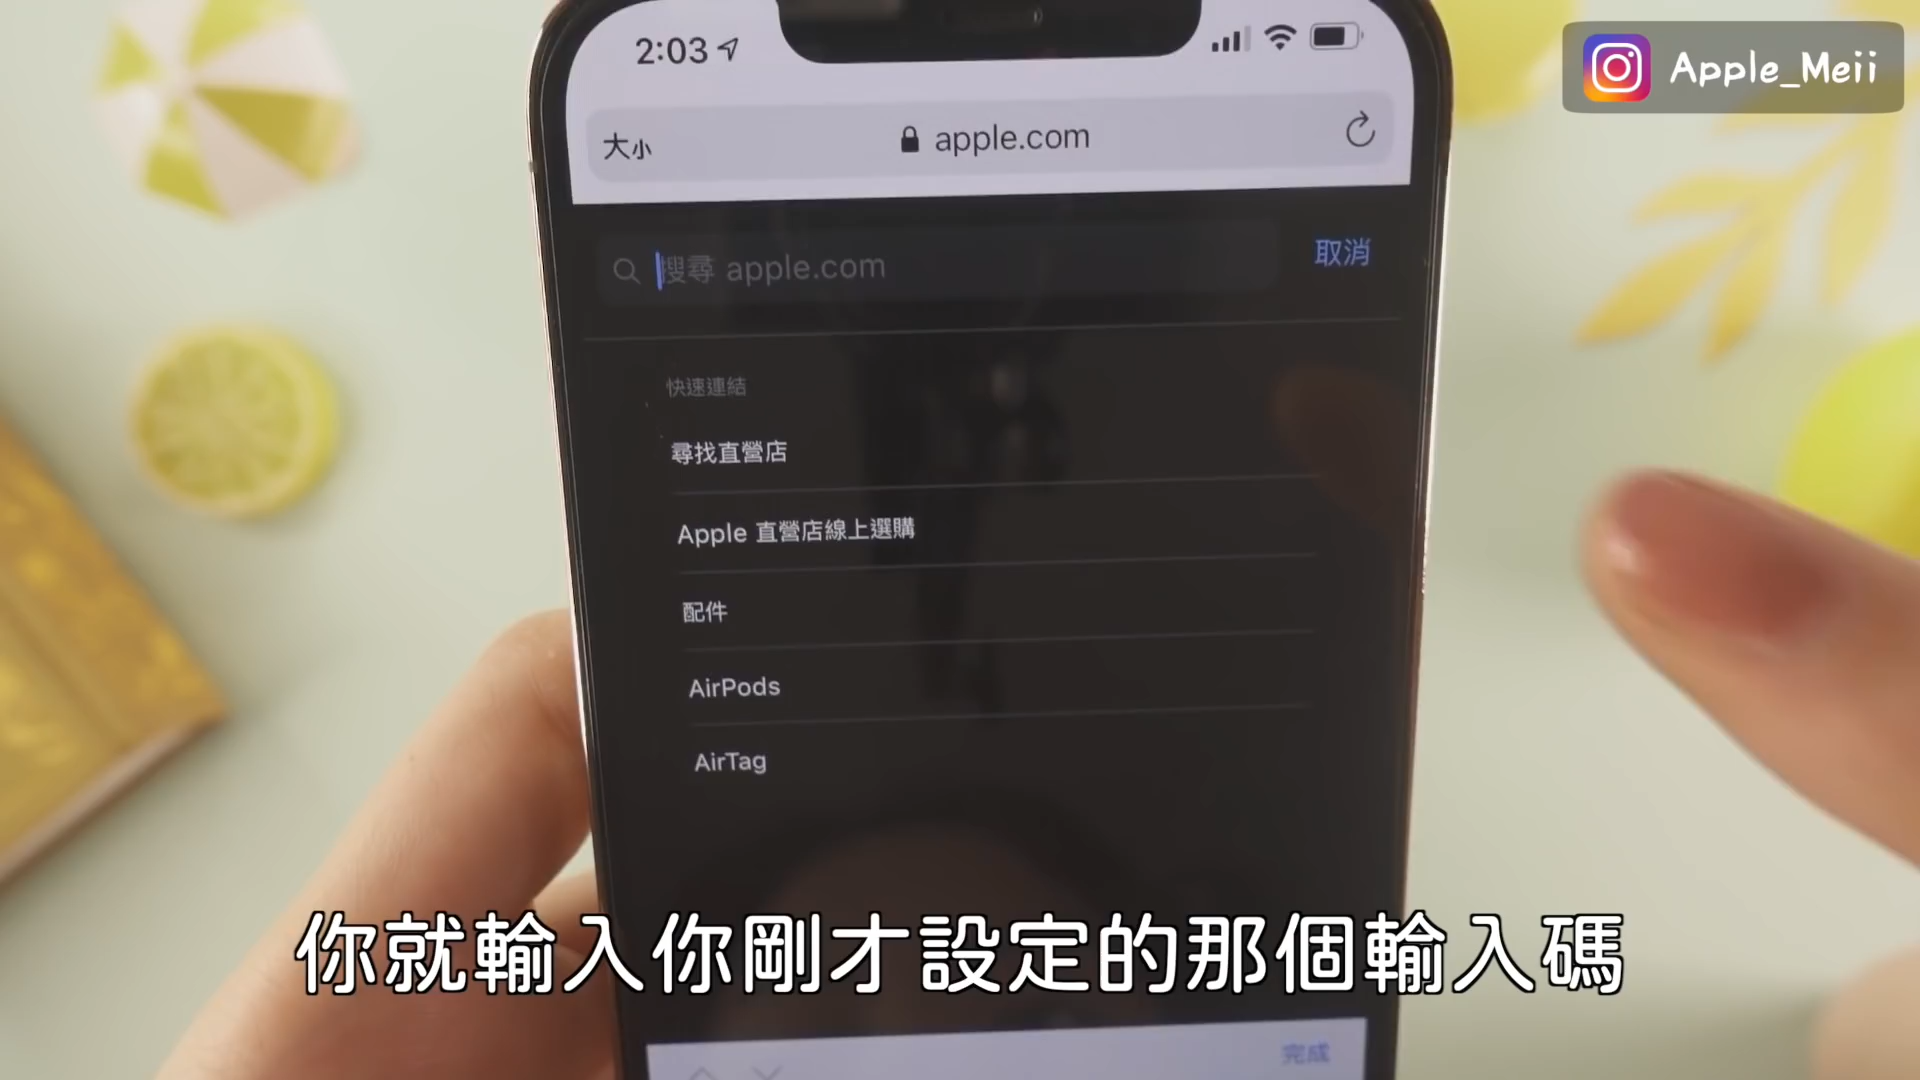 2:03
Apple_Meii
大小
apple.com
搜尋 apple.com
取消
快速連結
尋找直營店
Apple 直營店線上選購
配件
AirPods
AirTag
你就輸入你剛才設定的那個輸入碼
完成